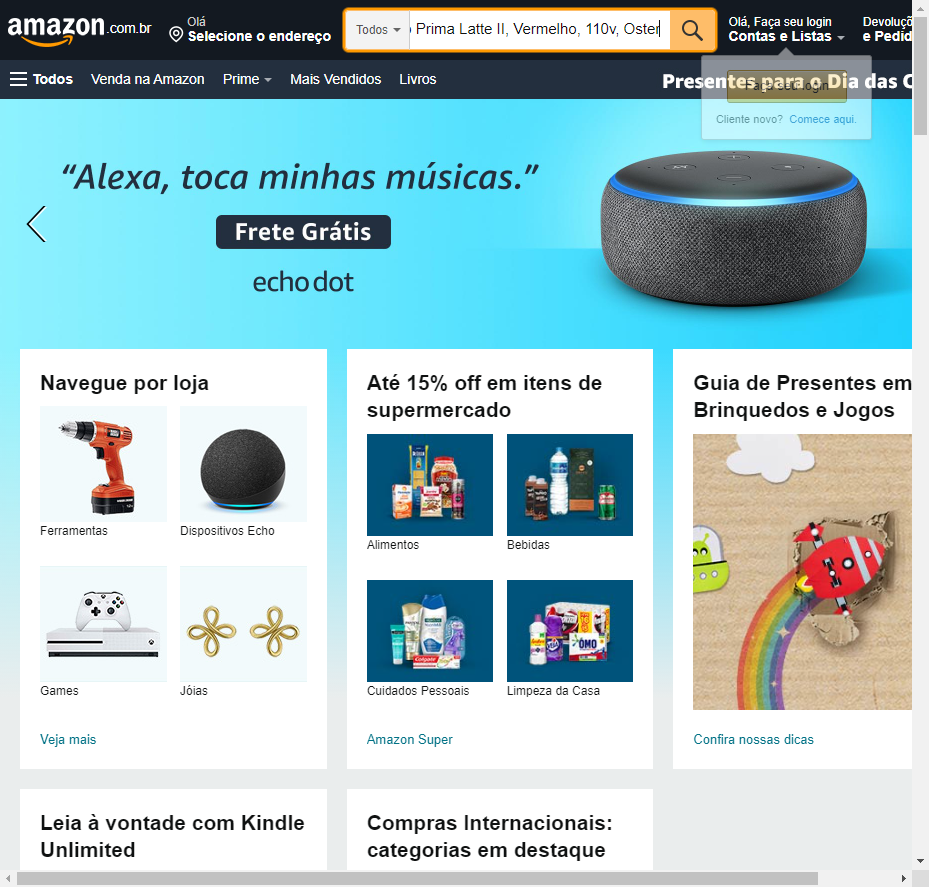 amazon.com.br
Olá
Selecione o endereço
Todos
Prima Latte II, Vermelho, 110v, Oster
Olá, Faça seu login
Contas e Listas
Devoluçõ
e Pedid
Todos
Venda na Amazon
Prime
Mais Vendidos
Livros
Presentes para o Dia das C
Faça seu login
Cliente novo? Comece aqui.
“Alexa, toca minhas músicas.”
Frete Grátis
echo dot
Navegue por loja
Ferramentas
Dispositivos Echo
Games
Jóias
Veja mais
Até 15% off em itens de
supermercado
Alimentos
Bebidas
Cuidados Pessoais
Limpeza da Casa
Amazon Super
Guia de Presentes em
Brinquedos e Jogos
Confira nossas dicas
Leia à vontade com Kindle
Unlimited
Compras Internacionais:
categorias em destaque